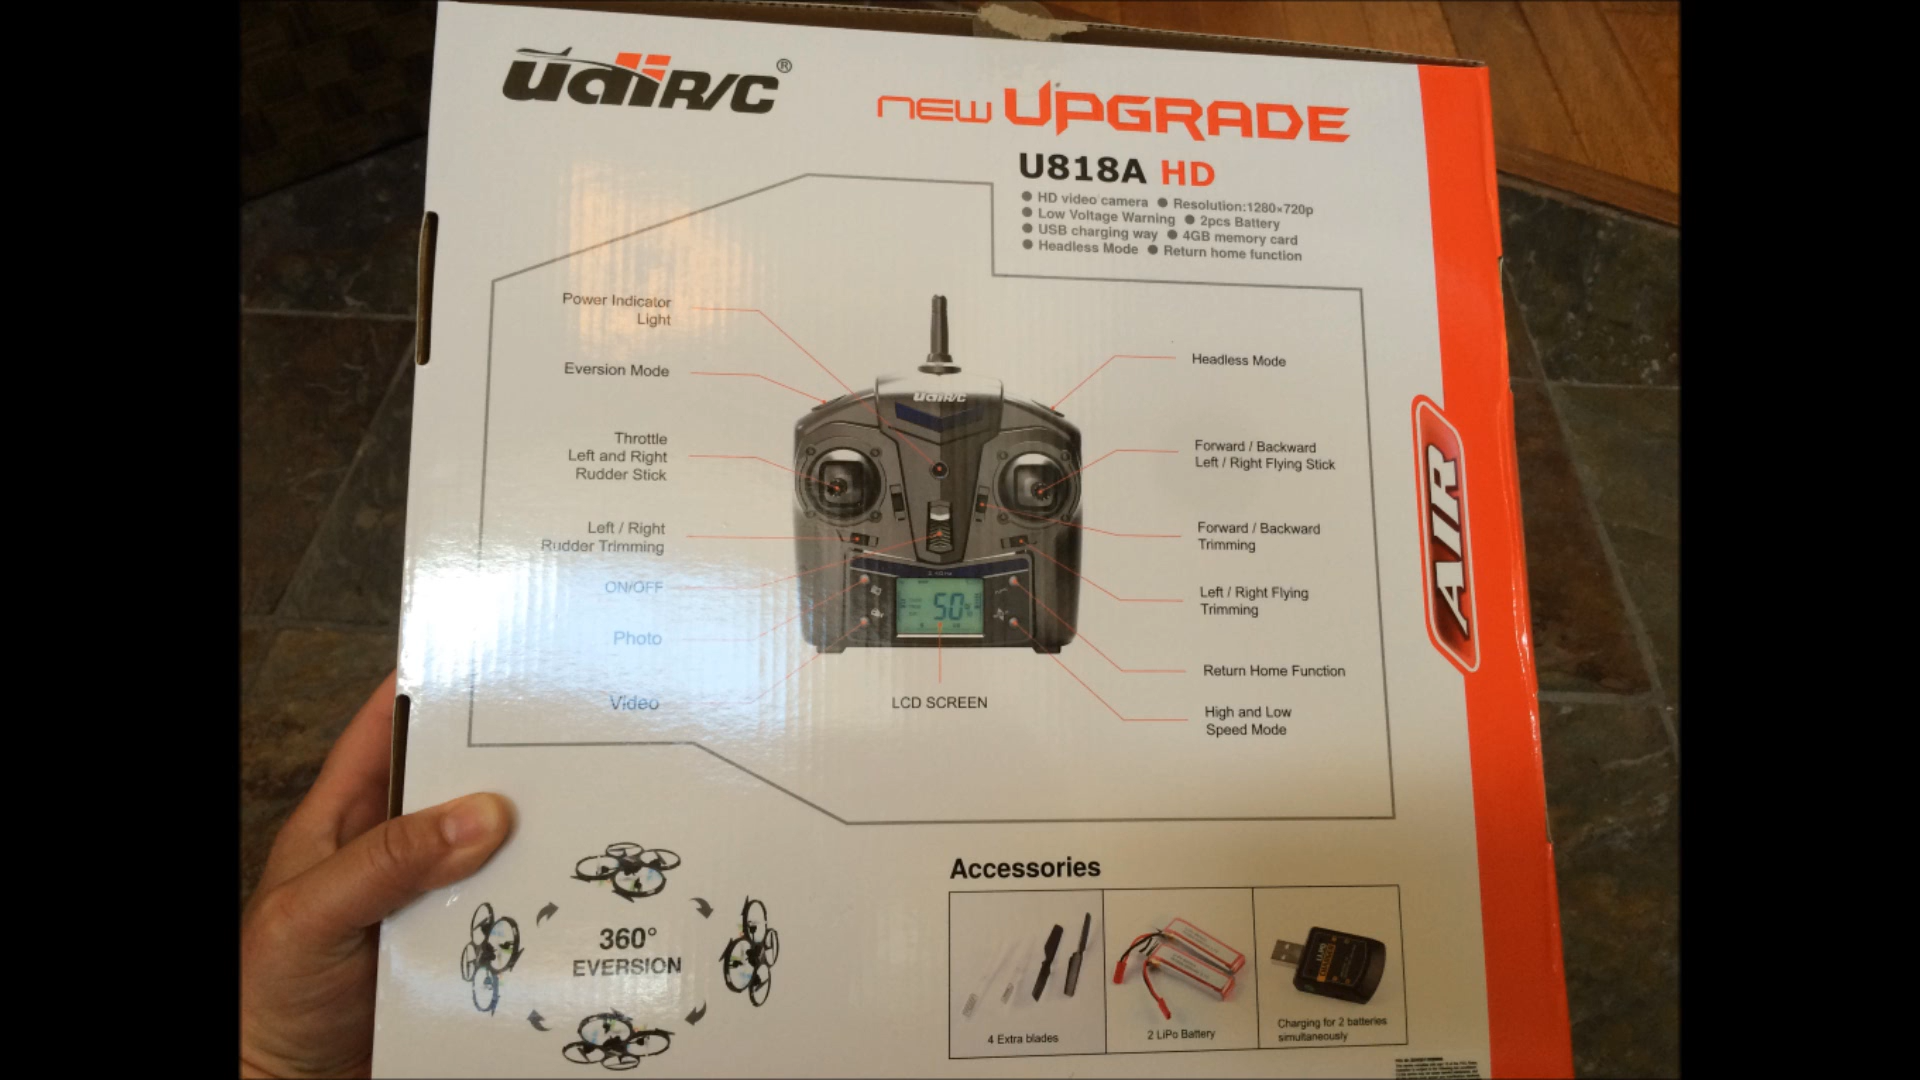 udiR/C®
NEW UPGRADE
U818A HD
● HD video camera ● Resolution:1280×720p
● Low Voltage Warning ● 2pcs Battery
● USB charging way ● 4GB memory card
● Headless Mode ● Return home function
Power Indicator
Light
Eversion Mode
Throttle
Left and Right
Rudder Stick
Left / Right
Rudder Trimming
ON/OFF
Photo
Video
udiR/C
50
LCD SCREEN
Headless Mode
Forward / Backward
Left / Right Flying Stick
Forward / Backward
Trimming
Left / Right Flying
Trimming
Return Home Function
High and Low
Speed Mode
AIR
360°
EVERSION
Accessories
4 Extra blades
2 LiPo Battery
Charging for 2 batteries
simultaneously